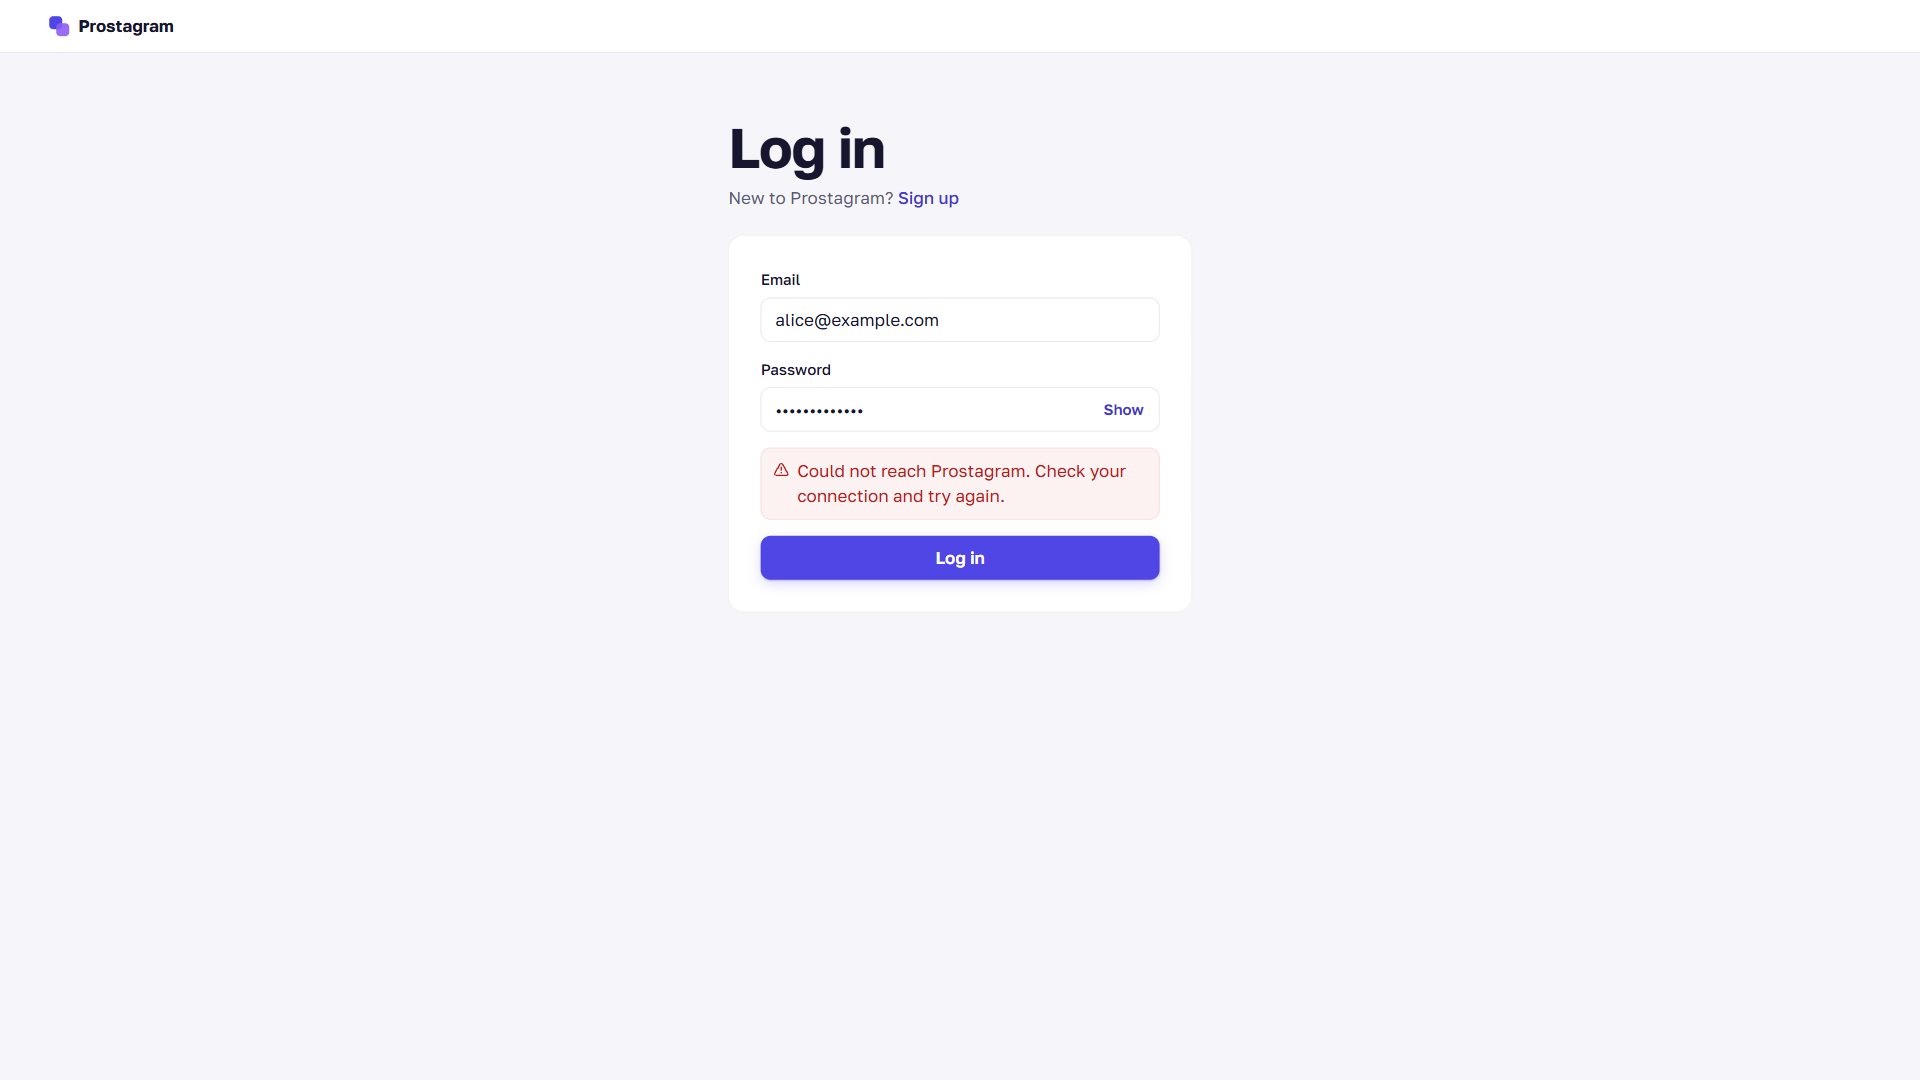 Prostagram
Log in
New to Prostagram? Sign up
Email
alice@example.com
Password
•••••••••••••
Show
Could not reach Prostagram. Check your
connection and try again.
Log in